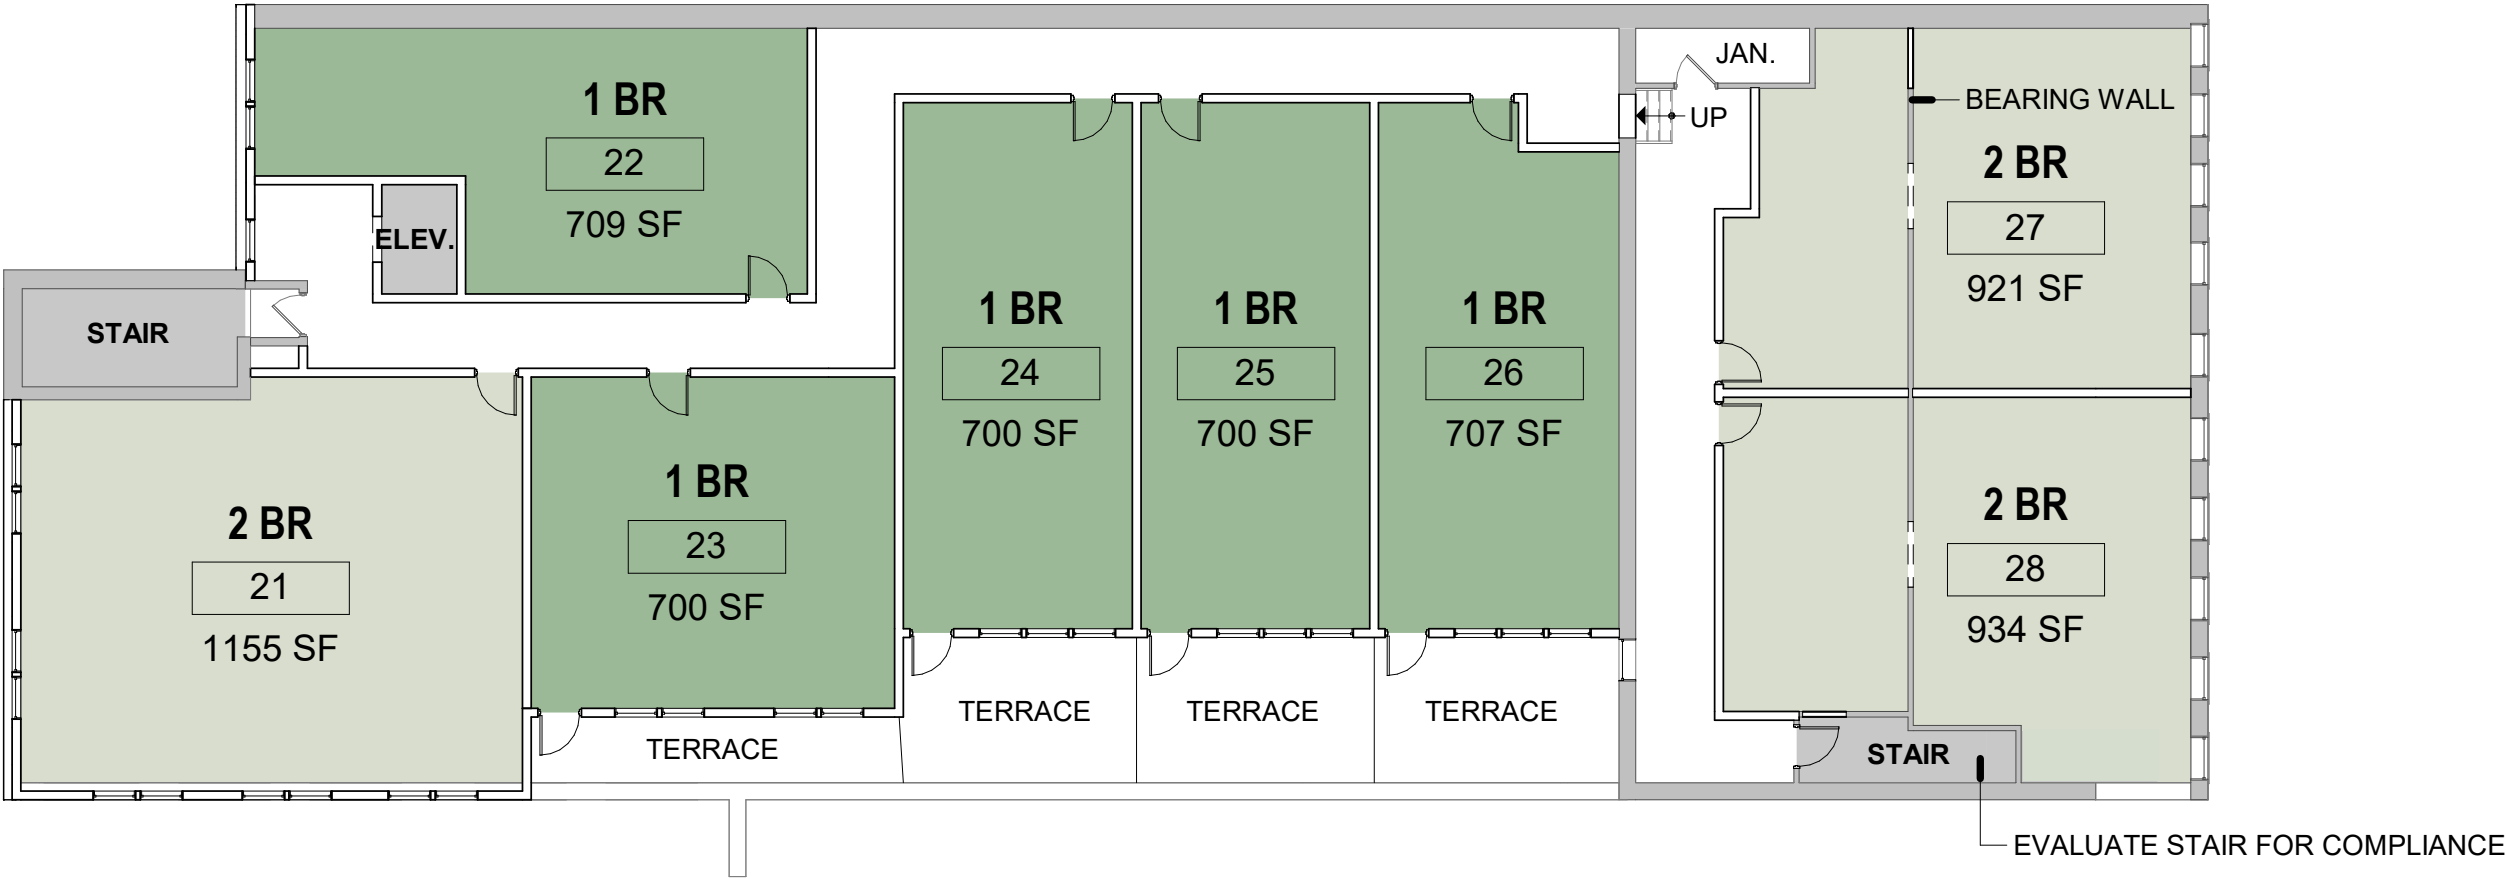 JAN.
1 BR
22
709 SF
BEARING WALL
UP
2 BR
27
921 SF
ELEV.
STAIR
1 BR
24
700 SF
1 BR
25
700 SF
1 BR
26
707 SF
2 BR
21
1155 SF
1 BR
23
700 SF
2 BR
28
934 SF
TERRACE
TERRACE
TERRACE
TERRACE
STAIR
EVALUATE STAIR FOR COMPLIANCE